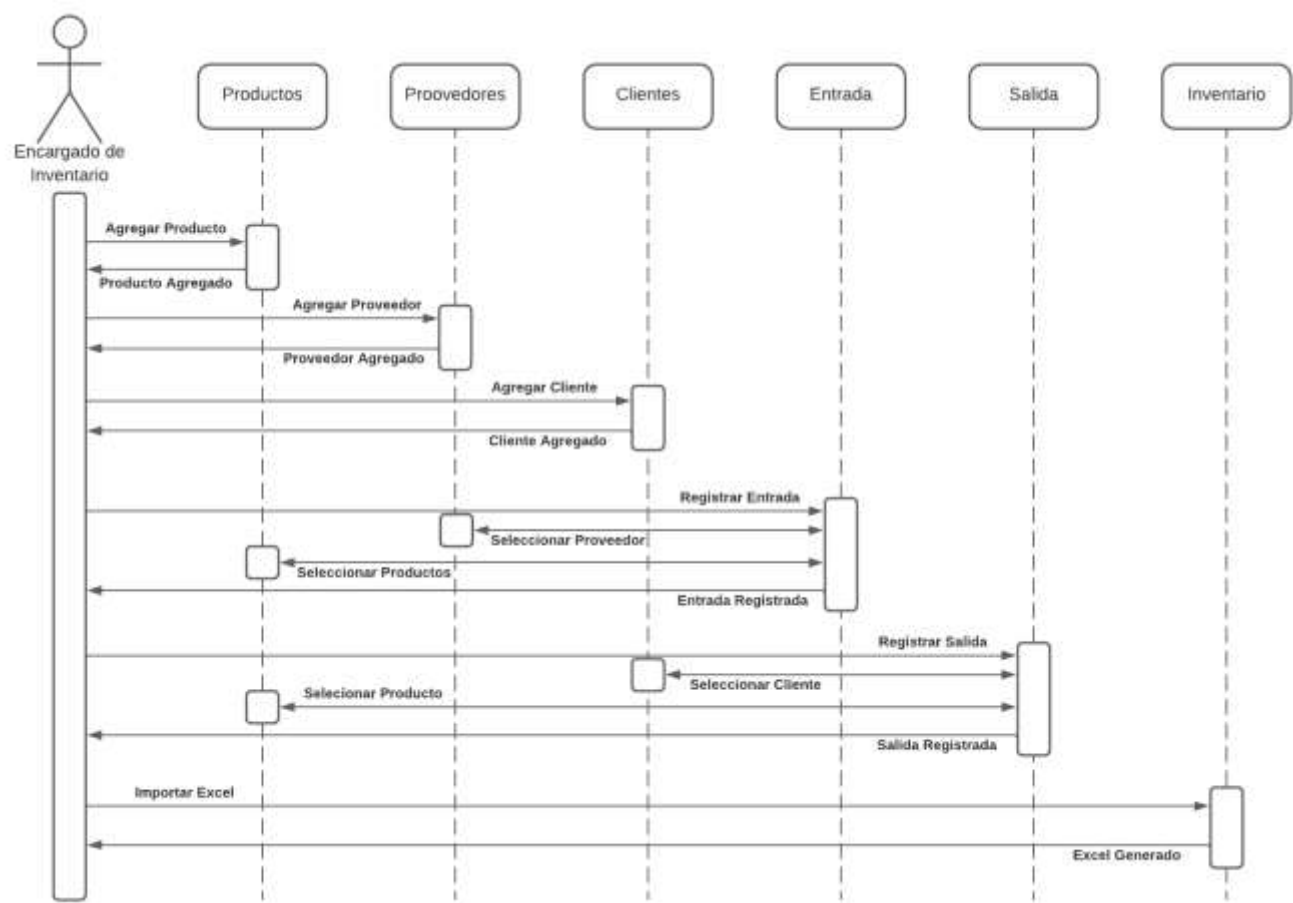 Productos
Proovedores
Clientes
Entrada
Salida
Inventario
Encargado de
Inventario
Agregar Producto
Producto Agregado
Agregar Proveedor
Proveedor Agregado
Agregar Cliente
Cliente Agregado
Registrar Entrada
Seleccionar Proveedor
Seleccionar Productos
Entrada Registrada
Registrar Salida
Seleccionar Cliente
Selecionar Producto
Salida Registrada
Importar Excel
Excel Generado